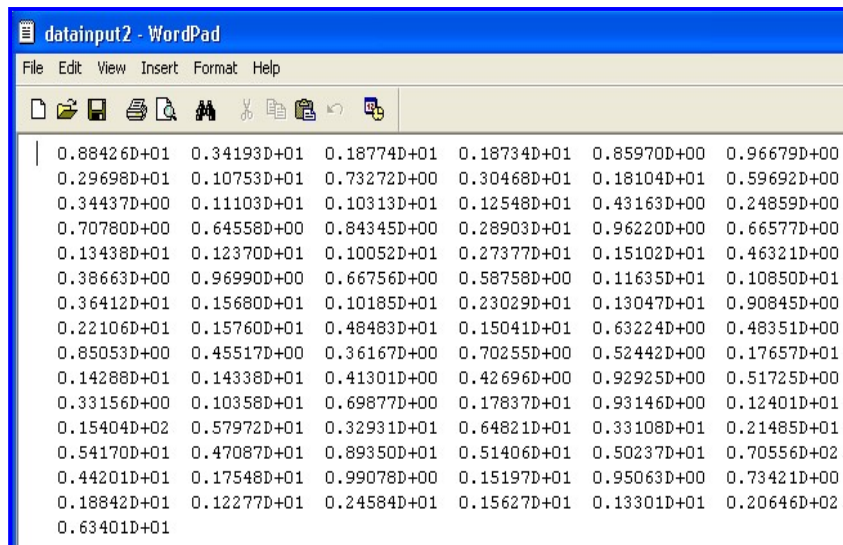 datainput2 - WordPad
File Edit View Insert Format Help
0.88426D+01 0.34193D+01 0.18774D+01 0.18734D+01 0.85970D+00 0.96679D+00
0.29698D+01 0.10753D+01 0.73272D+00 0.30468D+01 0.18104D+01 0.59692D+00
0.34437D+01 0.11103D+01 0.10313D+01 0.12548D+01 0.43163D+00 0.24859D+00
0.70780D+00 0.64558D+00 0.84345D+00 0.28903D+01 0.96220D+00 0.66577D+00
0.13438D+01 0.12370D+01 0.10052D+01 0.27377D+01 0.15102D+01 0.46321D+00
0.38663D+00 0.96990D+00 0.66756D+00 0.58758D+00 0.11635D+01 0.10850D+01
0.36412D+01 0.15680D+01 0.10185D+01 0.23029D+01 0.13047D+01 0.90845D+00
0.22106D+01 0.15760D+01 0.48483D+01 0.15041D+01 0.63224D+00 0.48351D+00
0.85053D+00 0.45517D+00 0.36167D+00 0.70255D+00 0.52442D+00 0.17657D+01
0.14288D+01 0.14338D+01 0.41301D+00 0.42696D+00 0.92925D+00 0.51725D+00
0.33156D+00 0.10358D+01 0.69877D+00 0.17837D+01 0.93146D+00 0.12401D+01
0.15404D+02 0.57972D+01 0.32931D+01 0.64821D+01 0.33108D+01 0.21485D+01
0.54170D+01 0.47087D+01 0.89350D+01 0.51406D+01 0.50237D+01 0.70556D+02
0.44201D+01 0.17548D+01 0.99078D+00 0.15197D+01 0.95063D+00 0.73421D+00
0.18842D+01 0.12277D+01 0.24584D+01 0.15627D+01 0.13301D+01 0.20646D+02
0.63401D+01